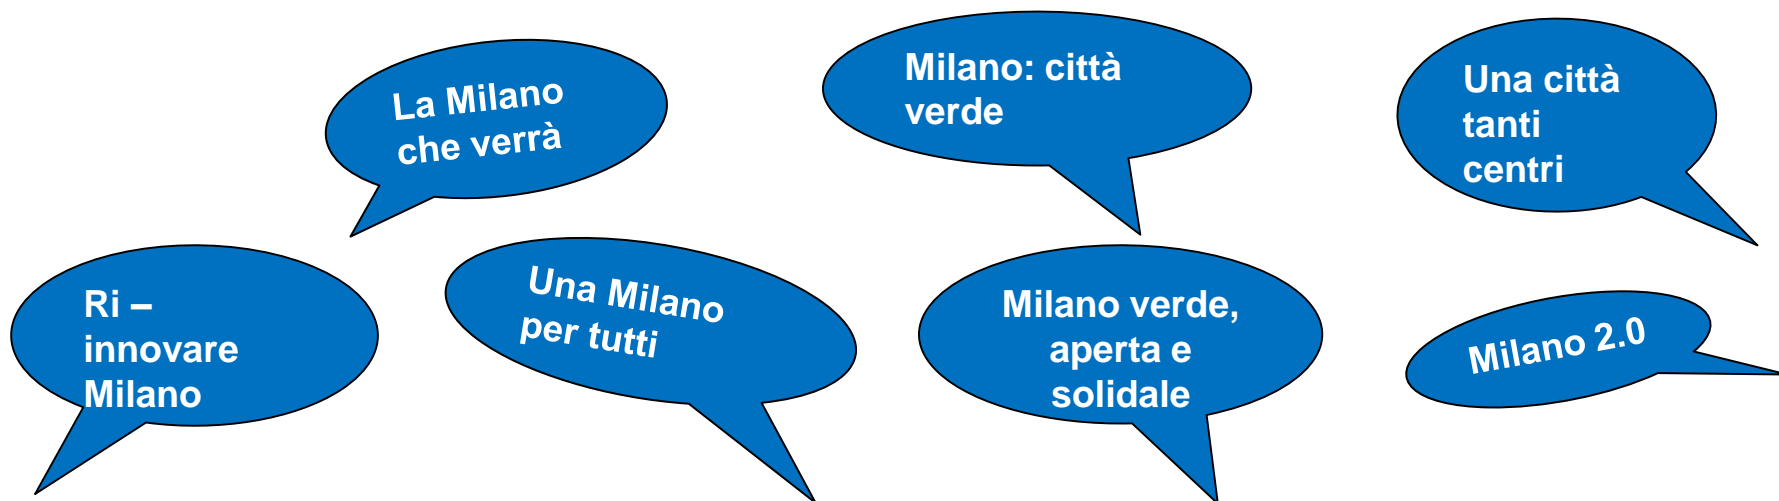 La Milano
che verrà
Milano: città
verde
Una città
tanti
centri
Ri –
innovare
Milano
Una Milano
per tutti
Milano verde,
aperta e
solidale
Milano 2.0